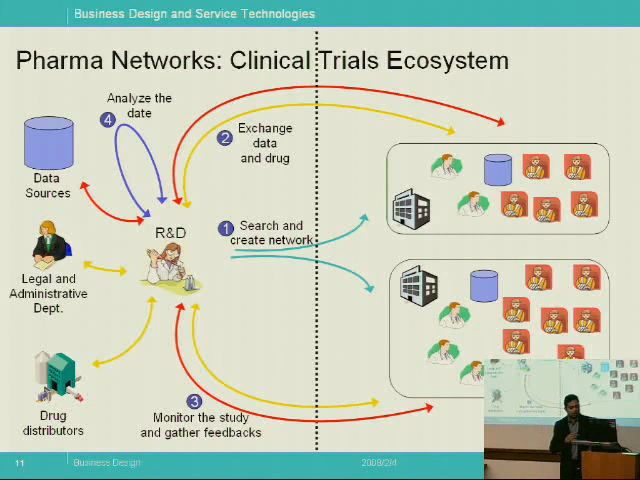 Business Design and Service Technologies
Pharma Networks: Clinical Trials Ecosystem
Analyze the
date
4
2
Exchange
data
and drug
Data
Sources
1
Search and
create network
R&D
Legal and
Administrative
Dept.
3
Monitor the study
and gather feedbacks
Drug
distributors
11
Business Design
2008/2/4